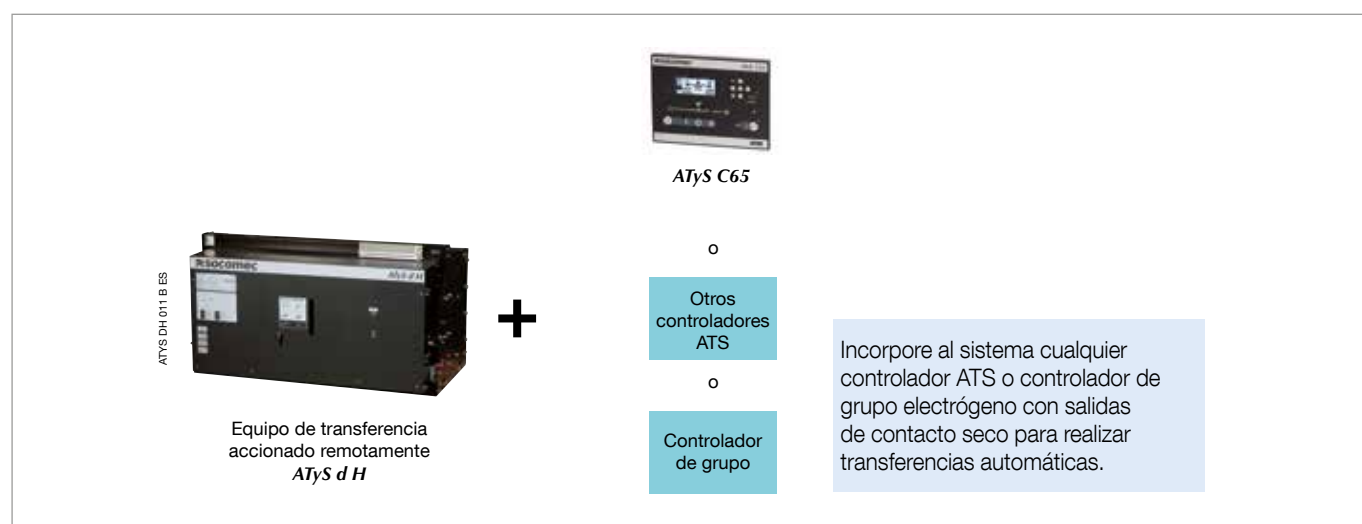 ATyS C65
o
socomec
ATyS d H
ATYS DH 011 B ES
Otros
controladores
ATS
o
Controlador
de grupo
Equipo de transferencia
accionado remotamente
ATyS d H
Incorpore al sistema cualquier
controlador ATS o controlador de
grupo electrógeno con salidas
de contacto seco para realizar
transferencias automáticas.